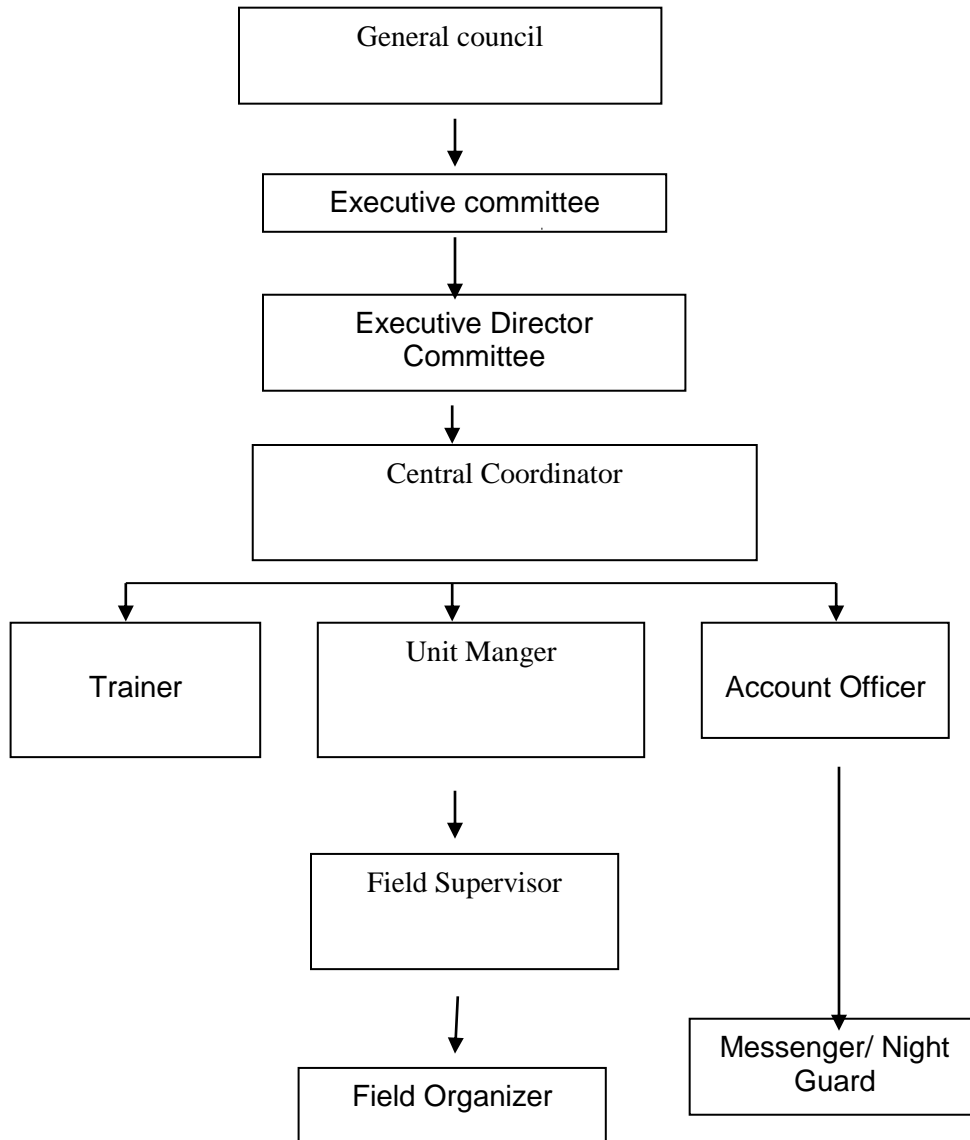 General council
Executive committee
Executive Director
Committee
Central Coordinator
Trainer
Unit Manger
Account Officer
Field Supervisor
Messenger/ Night
Guard
Field Organizer